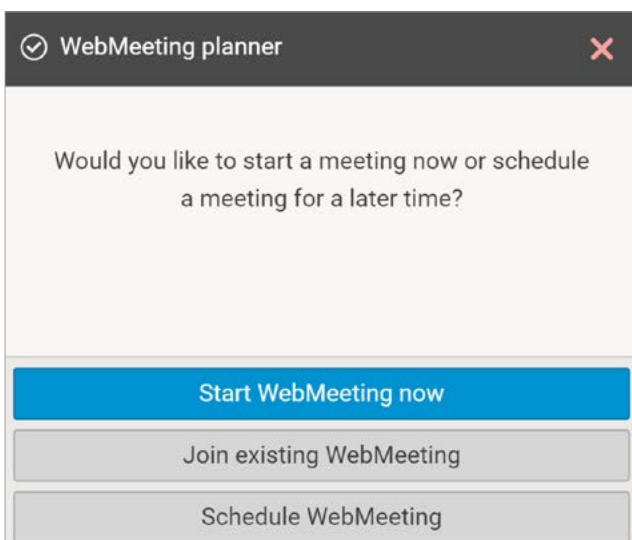 WebMeeting planner
Would you like to start a meeting now or schedule
a meeting for a later time?
Start WebMeeting now
Join existing WebMeeting
Schedule WebMeeting